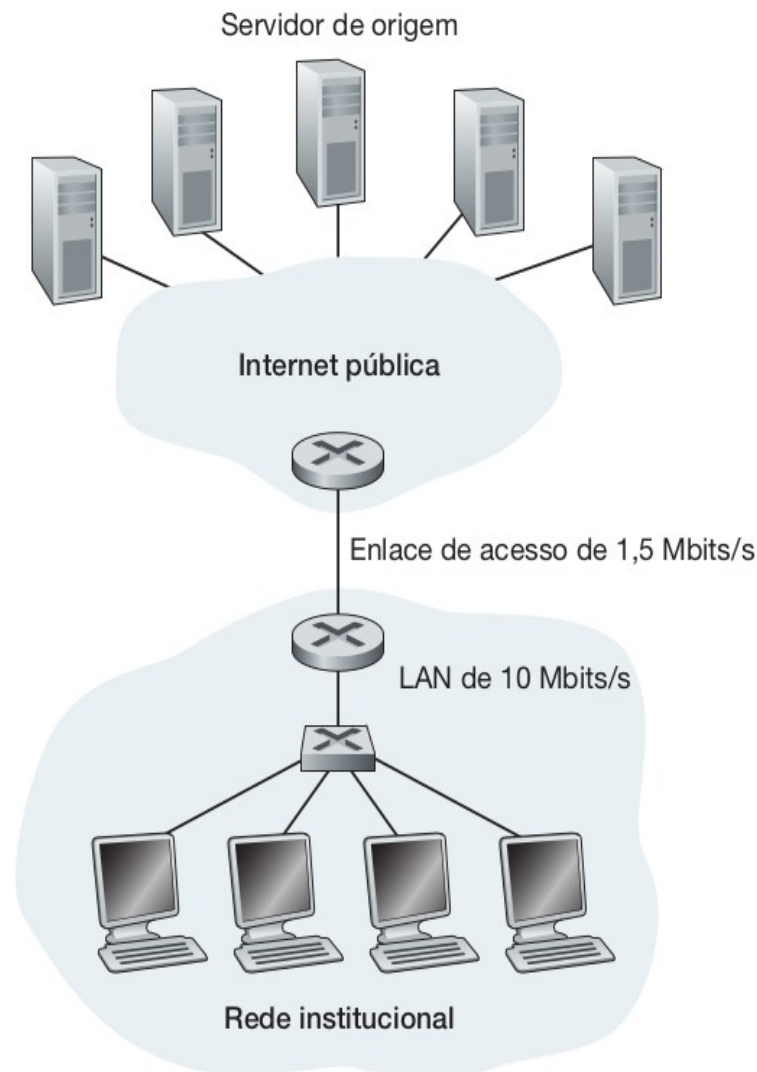 Servidor de origem
Internet pública
Enlace de acesso de 1,5 Mbits/s
LAN de 10 Mbits/s
Rede institucional